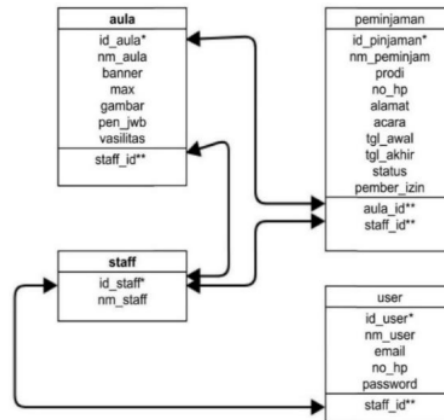 aula
id_aula*
nm_aula
banner
max
gambar
pen_jwb
vasilitas
staff_id**
peminjaman
id_pinjaman*
nm_peminjam
prodi
no_hp
alamat
acara
tgl_awal
tgl_akhir
status
pember_izin
aula_id**
staff_id**
staff
id_staff*
nm_staff
user
id_user*
nm_user
email
no_hp
password
staff_id**